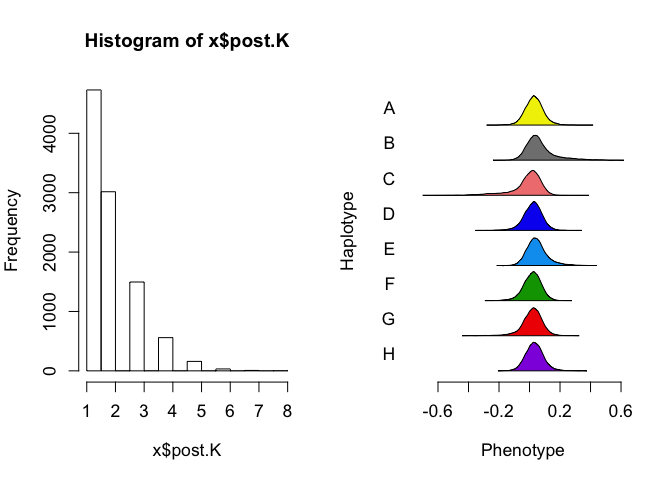 Histogram of x$post.K
Frequency
0
1000
2000
3000
4000
1 2 3 4 5 6 7 8
x$post.K
Haplotype
A
B
C
D
E
F
G
H
-0.6 -0.2 0.2 0.6
Phenotype